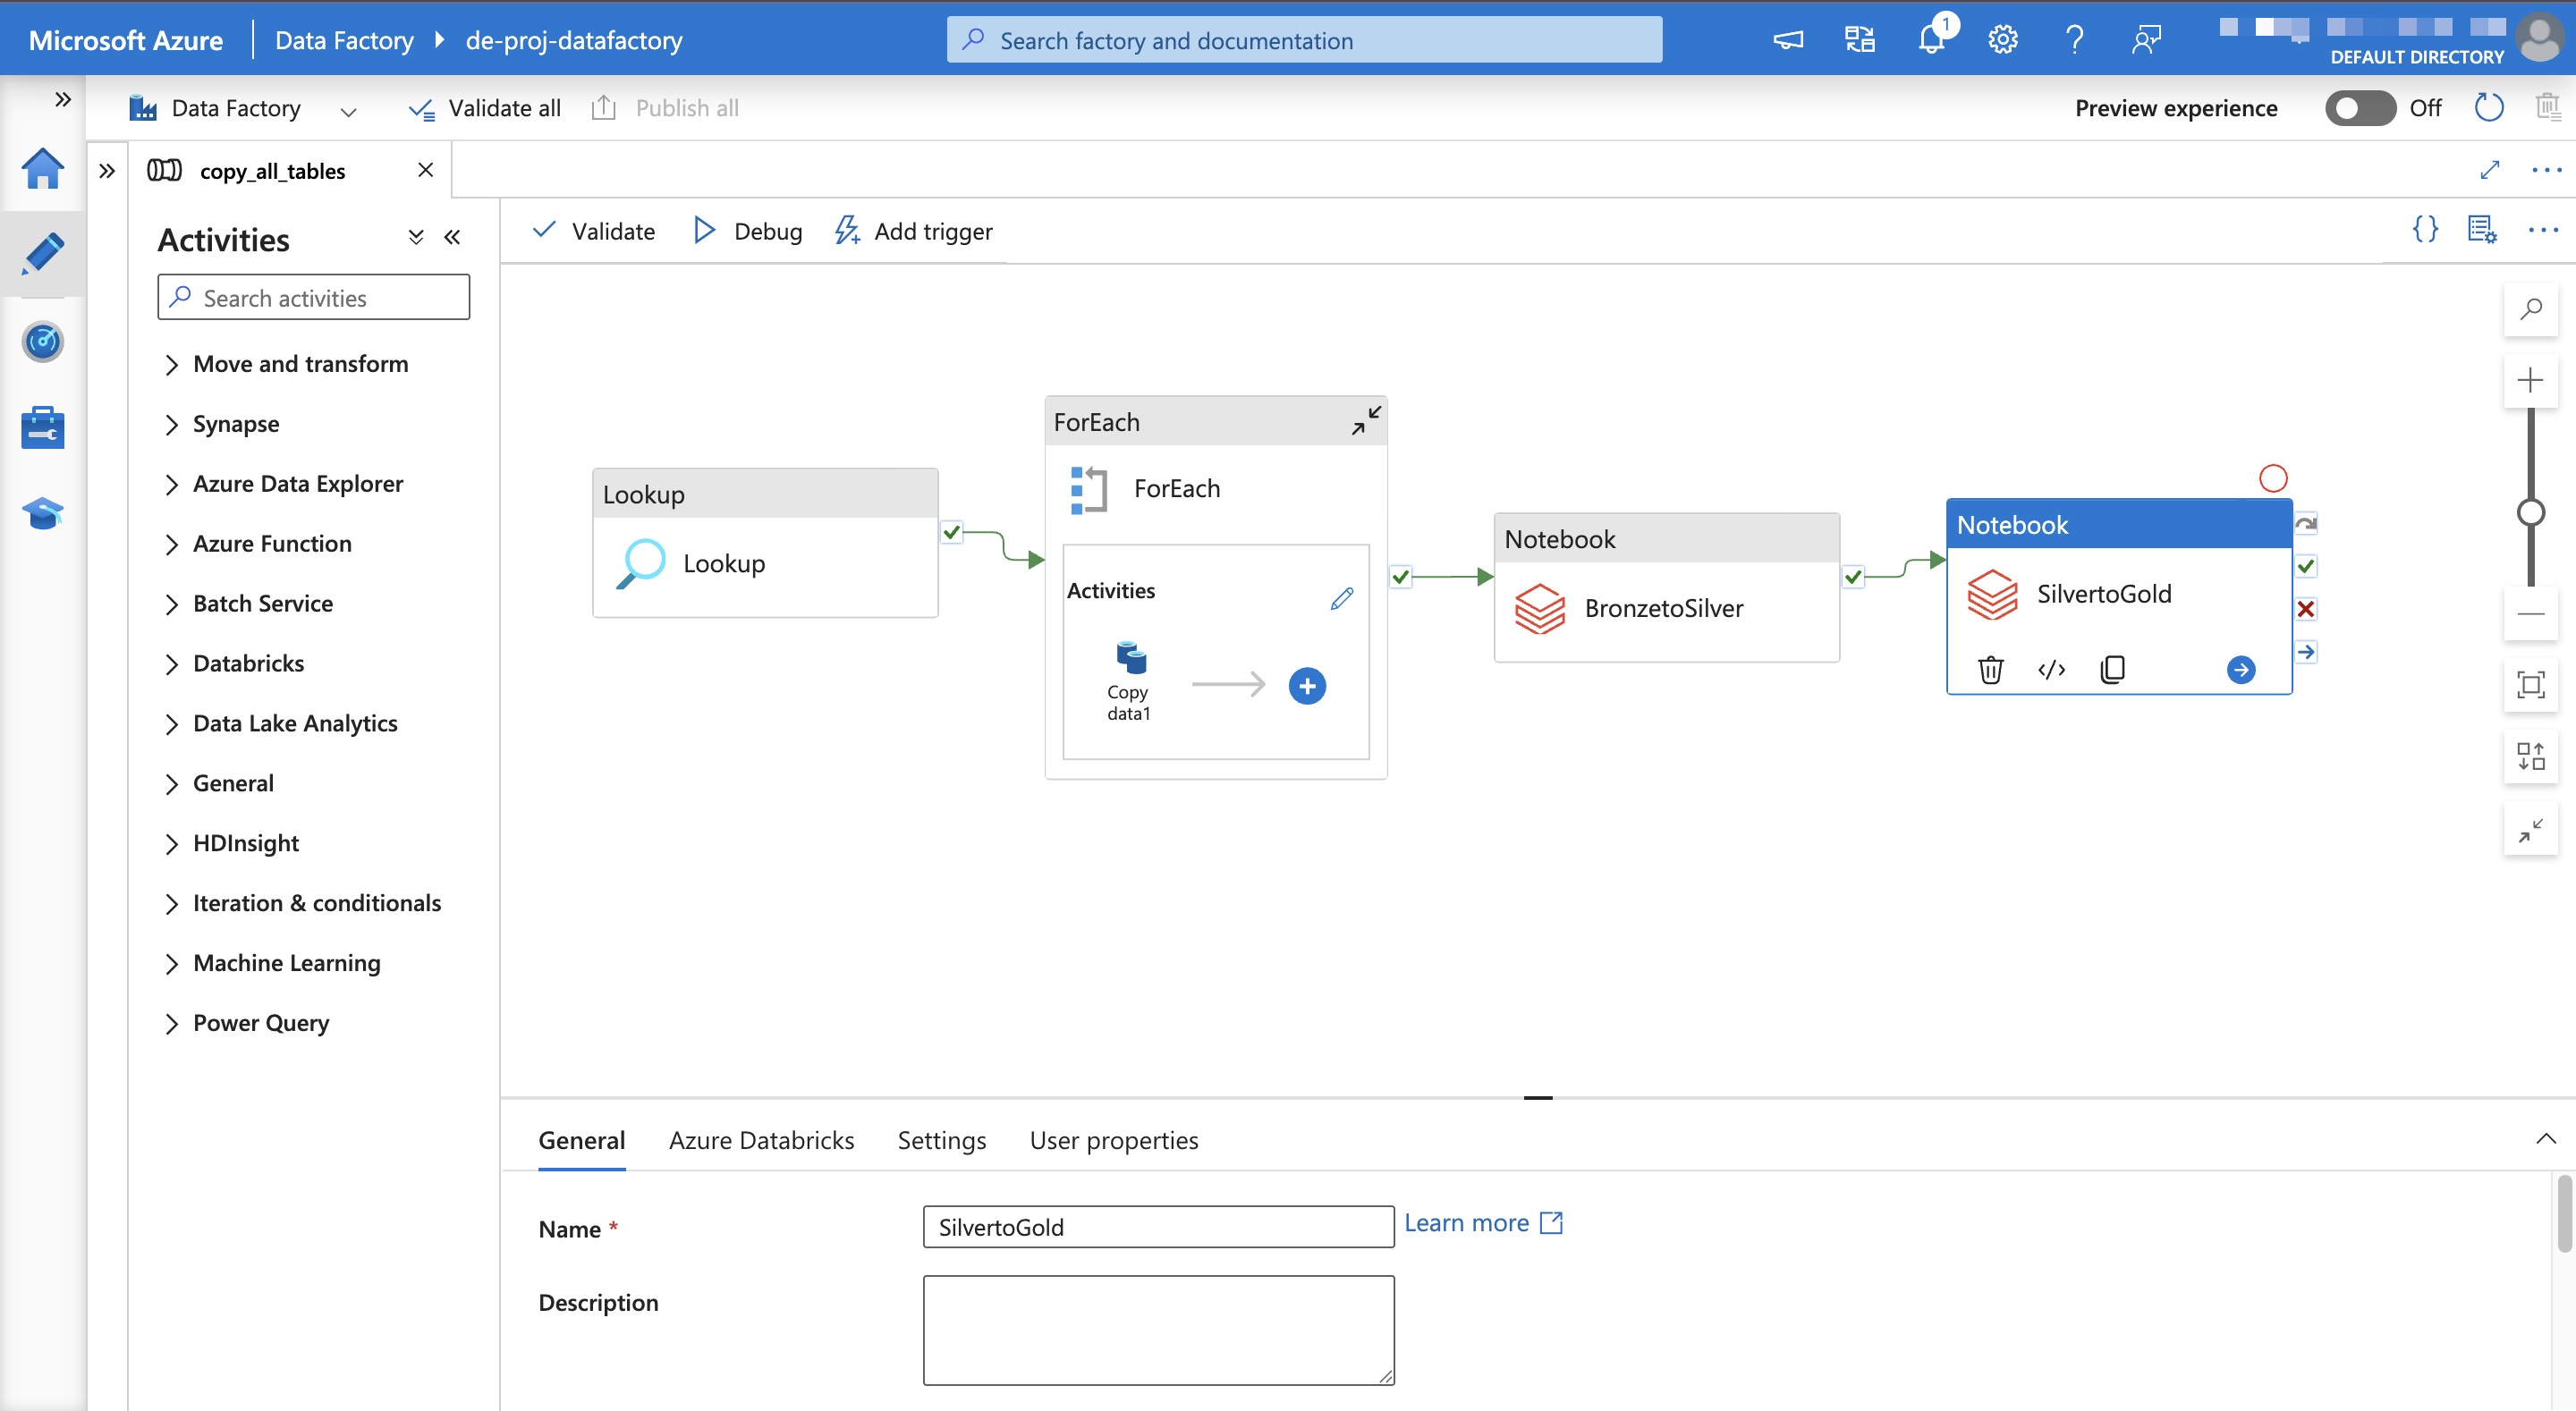 Microsoft Azure
Data Factory
de-proj-datafactory
Search factory and documentation
1
DEFAULT DIRECTORY
Data Factory
Validate all
Publish all
Preview experience
Off
copy_all_tables
Activities
Search activities
Move and transform
Synapse
Azure Data Explorer
Azure Function
Batch Service
Databricks
Data Lake Analytics
General
HDInsight
Iteration & conditionals
Machine Learning
Power Query
Validate
Debug
Add trigger
Lookup
Lookup
ForEach
ForEach
Activities
Copy
data1
Notebook
BronzetoSilver
Notebook
SilvertoGold
General
Azure Databricks
Settings
User properties
Name *
SilvertoGold
Learn more
Description